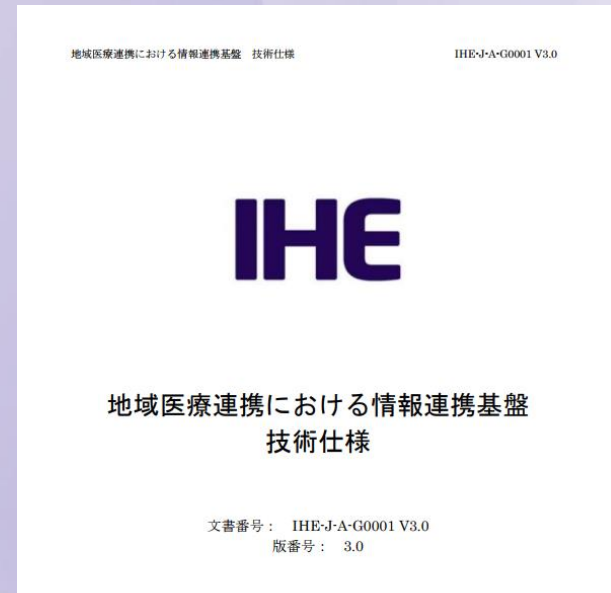 地域医療連携における情報連携基盤 技術仕様
IHE-J-A-G0001 V3.0
IHE
地域医療連携における情報連携基盤
技術仕様
文書番号： IHE-J-A-G0001 V3.0
版番号： 3.0